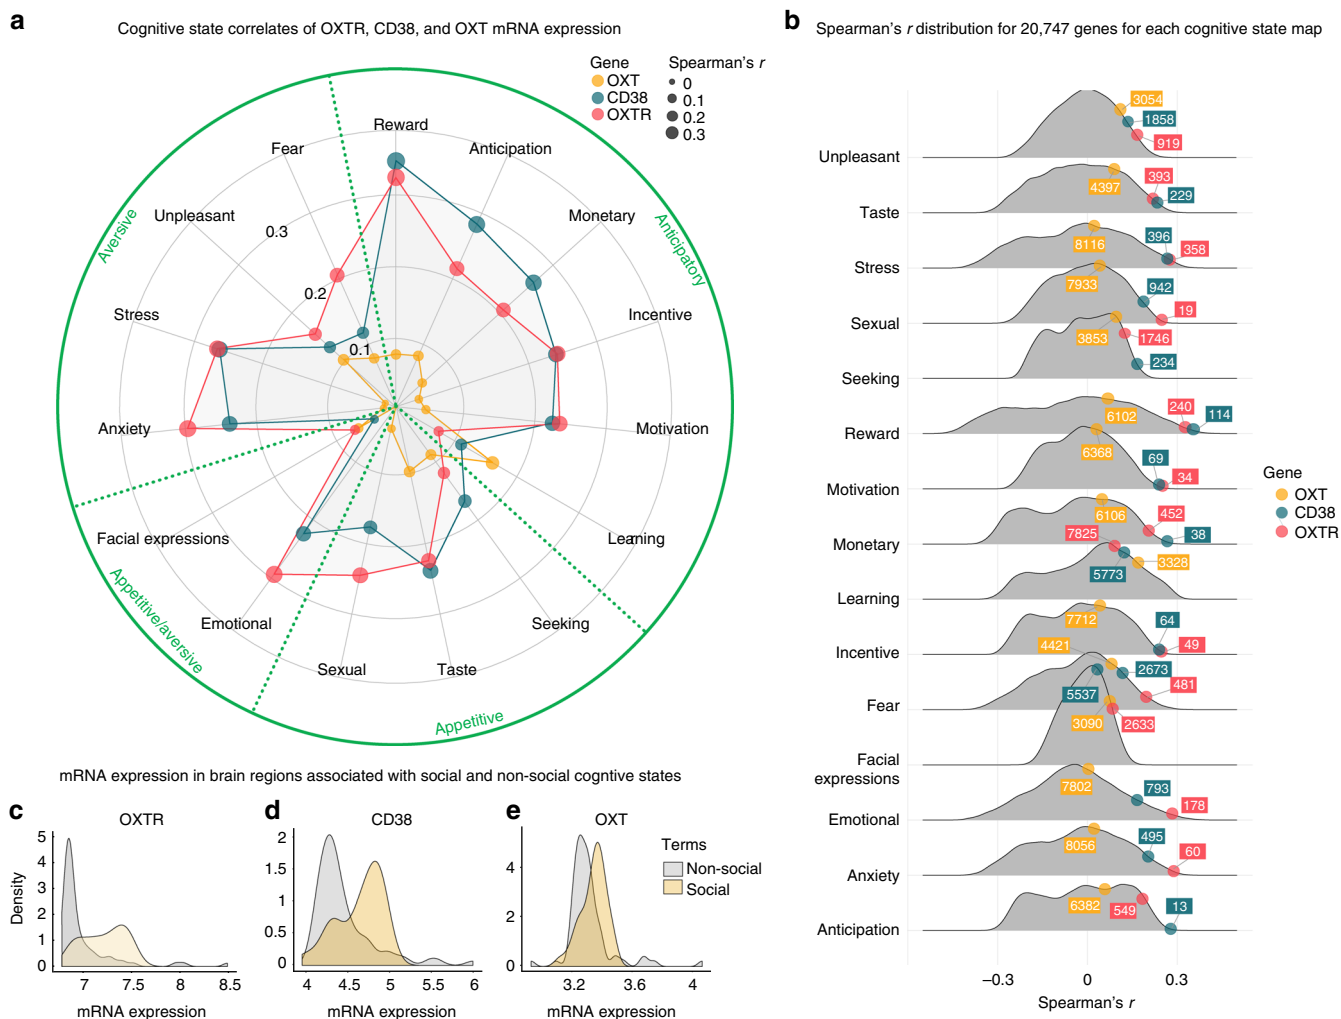 a
Cognitive state correlates of OXTR, CD38, and OXT mRNA expression
Gene
OXT
CD38
OXTR
Spearman's r
0
0.1
0.2
0.3
Reward
Anticipation
Monetary
Incentive
Motivation
Learning
Seeking
Taste
Sexual
Emotional
Facial expressions
Anxiety
Stress
Unpleasant
Fear
0.3
0.2
0.1
Aversive
Anticipatory
Appetitive/aversive
Appetitive
b
Spearman's r distribution for 20,747 genes for each cognitive state map
Unpleasant
3054
1858
919
Taste
4397
393
229
Stress
8116
396
358
Sexual
7933
942
19
Seeking
3853
1746
234
Reward
6102
240
114
Motivation
6368
69
34
Monetary
6106
452
38
Learning
7825
5773
3328
Incentive
7712
64
49
Fear
4421
2673
481
Facial
expressions
5537
3090
2633
Emotional
7802
793
178
Anxiety
8056
495
60
Anticipation
6382
549
13
−0.3
0
0.3
Spearman's r
Gene
OXT
CD38
OXTR
mRNA expression in brain regions associated with social and non-social cogntive states
c
OXTR
Density
5
4
3
2
1
0
7
7.5
8
8.5
mRNA expression
d
CD38
2
1.5
1
0.5
0
4
4.5
5
5.5
6
mRNA expression
e
OXT
4
2
0
3.2
3.6
4
mRNA expression
Terms
Non-social
Social